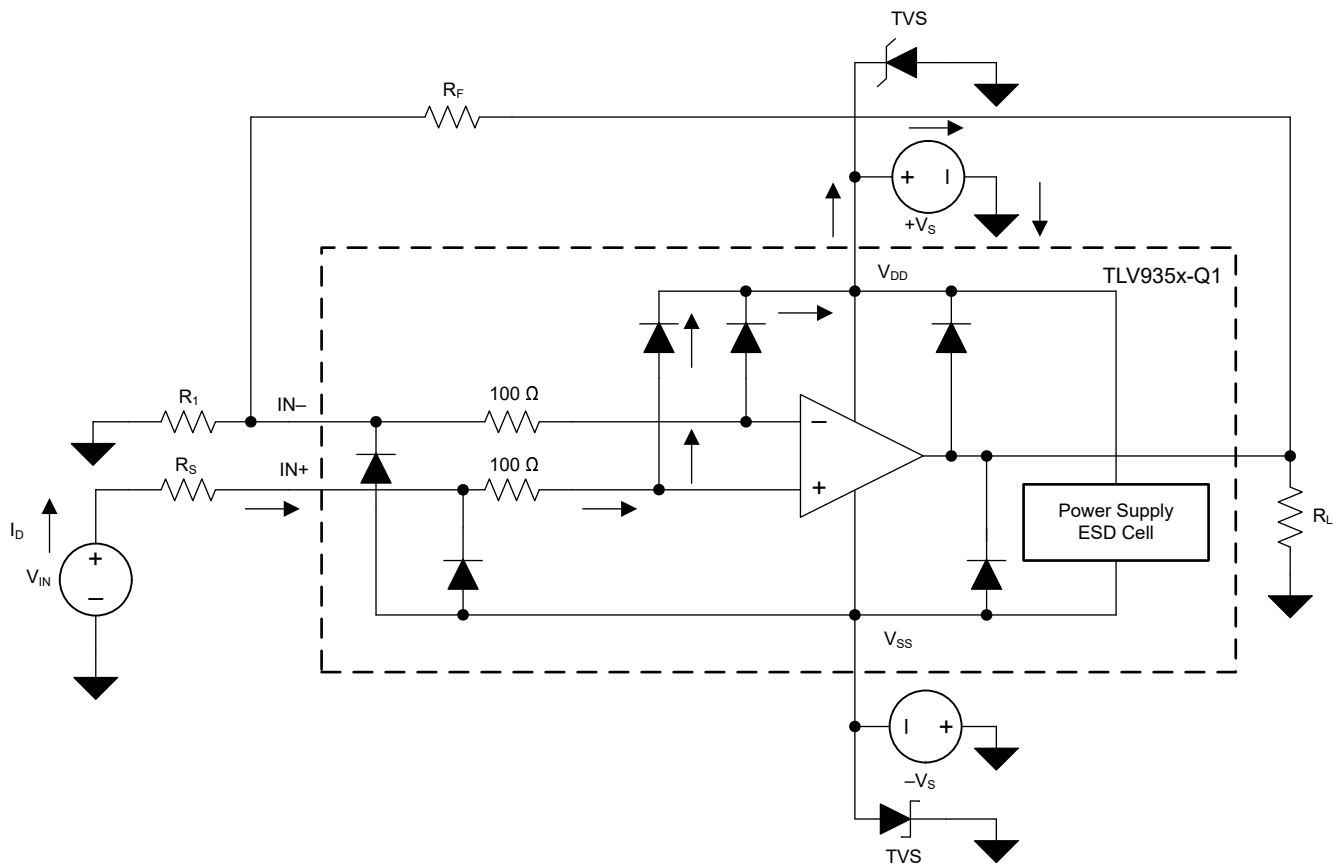 TVS
R_F
+ –
+V_S
V_DD
TLV935x-Q1
R_1
IN–
100 Ω
–
R_S
IN+
100 Ω
+
I_D
+
V_IN
–
Power Supply
ESD Cell
R_L
V_SS
– +
–V_S
TVS